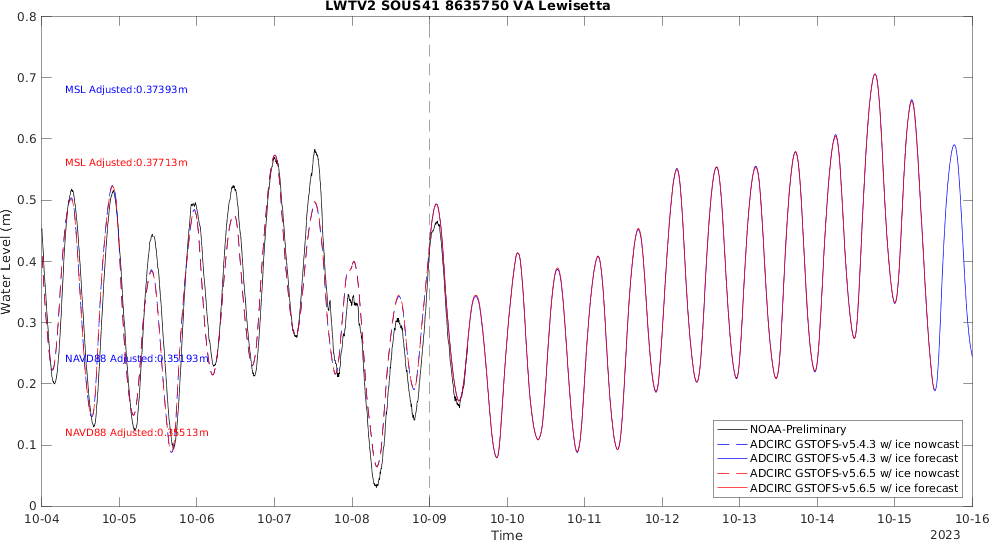 LWTV2 SOUS41 8635750 VA Lewisetta
0.8
0.7
0.6
0.5
0.4
0.3
0.2
0.1
0
Water Level (m)
MSL Adjusted:0.37393m
MSL Adjusted:0.37713m
NAVD88 Adjusted:0.35193m
NAVD88 Adjusted:0.35513m
NOAA-Preliminary
ADCIRC GSTOFS-v5.4.3 w/ ice nowcast
ADCIRC GSTOFS-v5.4.3 w/ ice forecast
ADCIRC GSTOFS-v5.6.5 w/ ice nowcast
ADCIRC GSTOFS-v5.6.5 w/ ice forecast
10-04 10-05 10-06 10-07 10-08 10-09 10-10 10-11 10-12 10-13 10-14 10-15 10-16
Time
2023